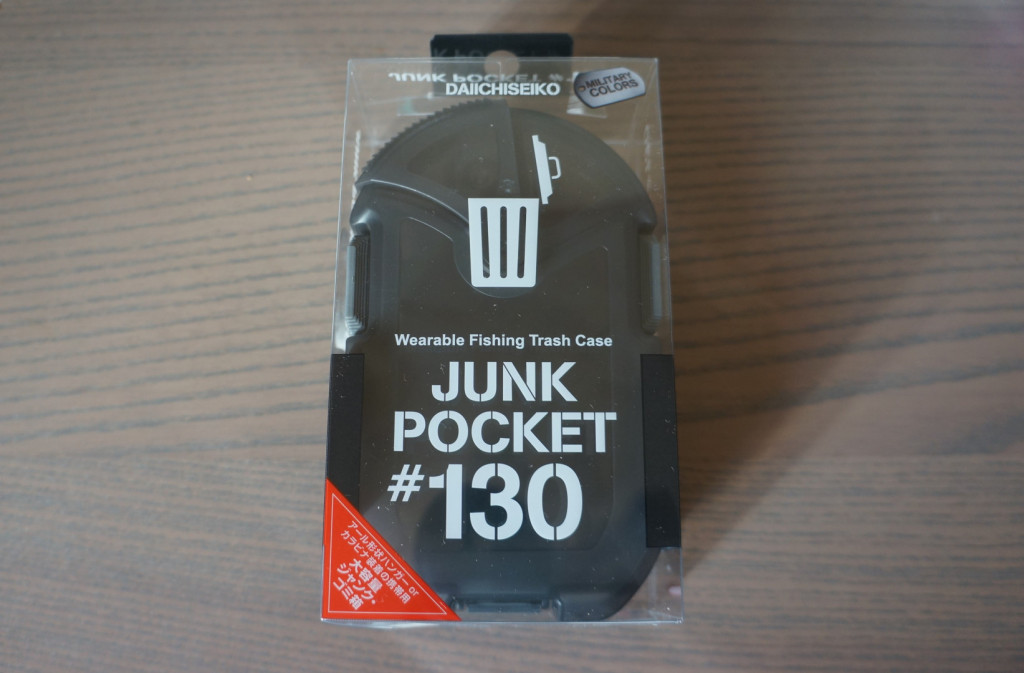 JUNK POCKET #
DAIICHISEIKO
MILITARY
COLORS
Wearable Fishing Trash Case
JUNK
POCKET
#130
アール形状ハンガー or
カラビナ装着の携帯用
大容量
ジャンク・
ゴミ箱